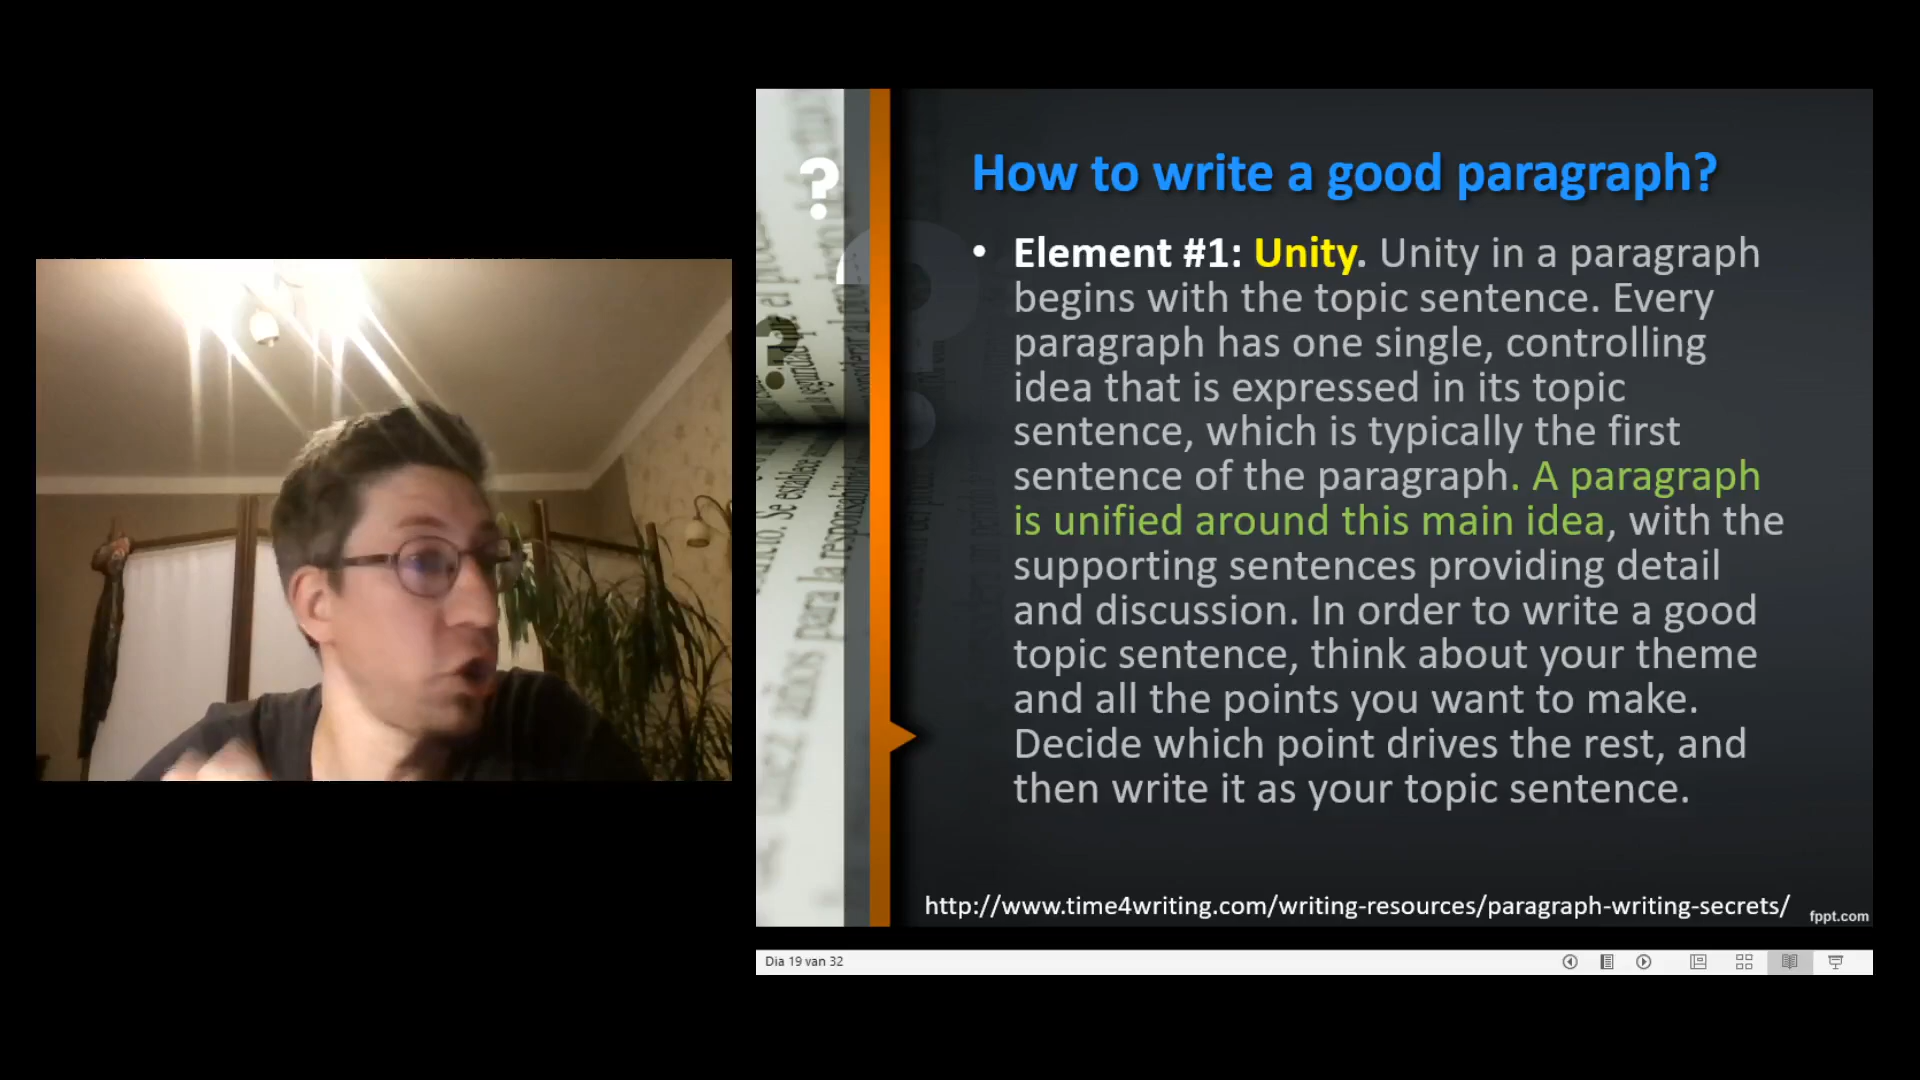 How to write a good paragraph?
• Element #1: Unity. Unity in a paragraph
begins with the topic sentence. Every
paragraph has one single, controlling
idea that is expressed in its topic
sentence, which is typically the first
sentence of the paragraph. A paragraph
is unified around this main idea, with the
supporting sentences providing detail
and discussion. In order to write a good
topic sentence, think about your theme
and all the points you want to make.
Decide which point drives the rest, and
then write it as your topic sentence.
http://www.time4writing.com/writing-resources/paragraph-writing-secrets/
fppt.com
Dia 19 van 32
?
?
Se establece
años para la